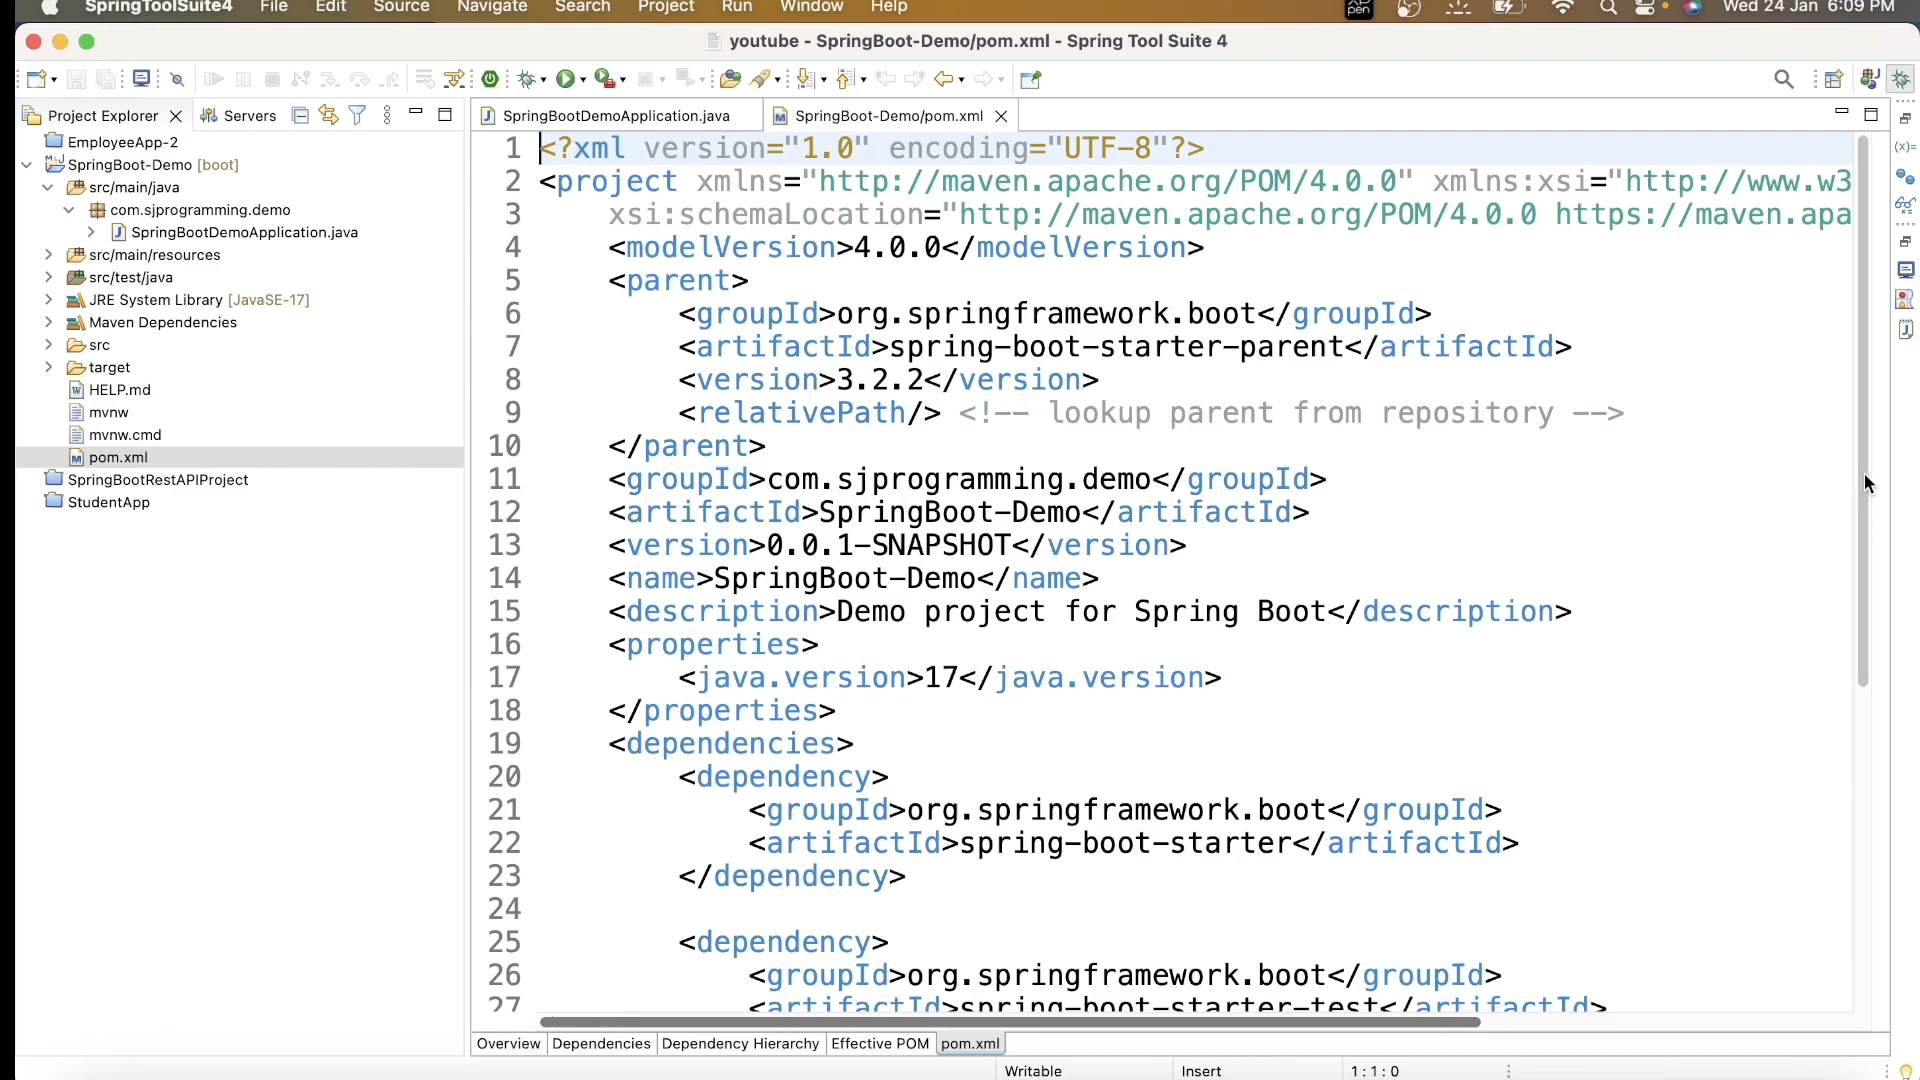 SpringToolSuite4 File Edit Source Navigate Search Project Run Window Help Wed 24 Jan 6:09 PM
youtube - SpringBoot-Demo/pom.xml - Spring Tool Suite 4
Project Explorer Servers
SpringBootDemoApplication.java SpringBoot-Demo/pom.xml
EmployeeApp-2
SpringBoot-Demo [boot]
src/main/java
com.sjprogramming.demo
SpringBootDemoApplication.java
src/main/resources
src/test/java
JRE System Library [JavaSE-17]
Maven Dependencies
src
target
HELP.md
mvnw
mvnw.cmd
pom.xml
SpringBootRestAPIProject
StudentApp
1 <?xml version="1.0" encoding="UTF-8"?>
2 <project xmlns="http://maven.apache.org/POM/4.0.0" xmlns:xsi="http://www.w3
3 xsi:schemaLocation="http://maven.apache.org/POM/4.0.0 https://maven.apa
4 <modelVersion>4.0.0</modelVersion>
5 <parent>
6 <groupId>org.springframework.boot</groupId>
7 <artifactId>spring-boot-starter-parent</artifactId>
8 <version>3.2.2</version>
9 <relativePath/> <!-- lookup parent from repository -->
10 </parent>
11 <groupId>com.sjprogramming.demo</groupId>
12 <artifactId>SpringBoot-Demo</artifactId>
13 <version>0.0.1-SNAPSHOT</version>
14 <name>SpringBoot-Demo</name>
15 <description>Demo project for Spring Boot</description>
16 <properties>
17 <java.version>17</java.version>
18 </properties>
19 <dependencies>
20 <dependency>
21 <groupId>org.springframework.boot</groupId>
22 <artifactId>spring-boot-starter</artifactId>
23 </dependency>
24
25 <dependency>
26 <groupId>org.springframework.boot</groupId>
27 <artifactId>spring-boot-starter-test</artifactId>
Overview Dependencies Dependency Hierarchy Effective POM pom.xml
Writable Insert 1 : 1 : 0